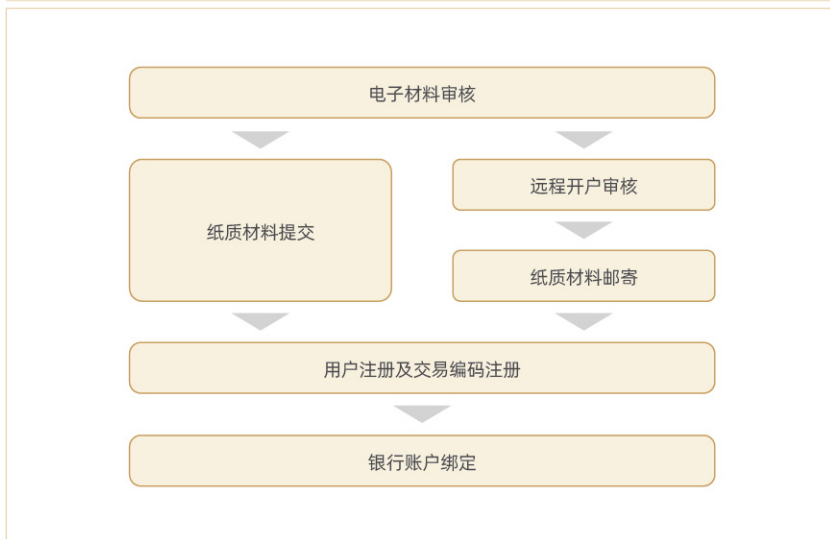 电子材料审核
纸质材料提交
远程开户审核
纸质材料邮寄
用户注册及交易编码注册
银行账户绑定